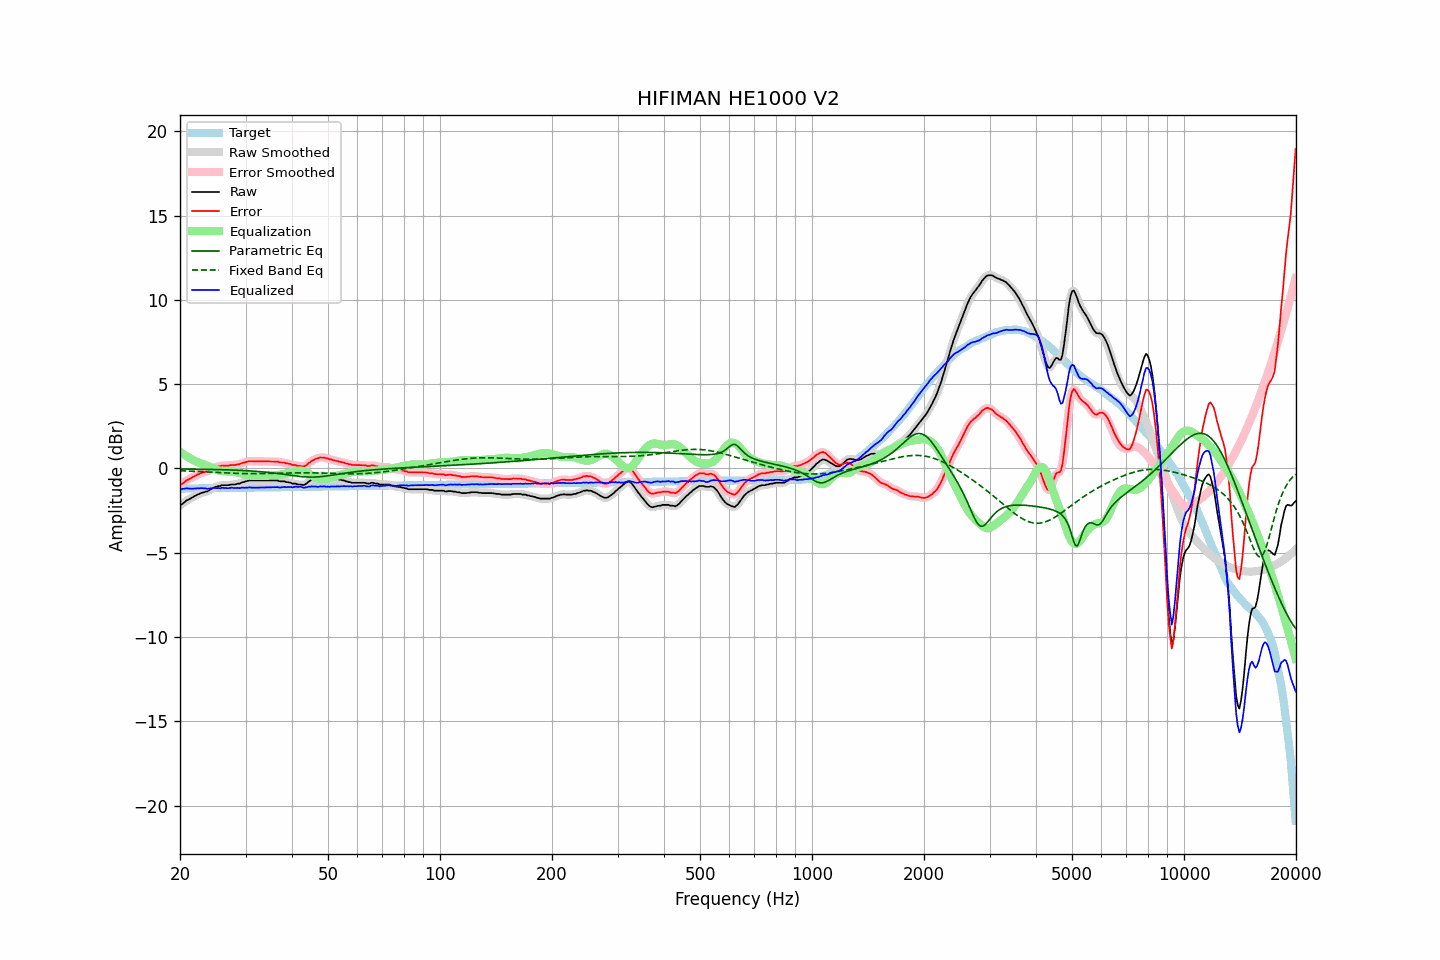 HIFIMAN HE1000 V2
Target
Raw Smoothed
Error Smoothed
Raw
Error
Equalization
Parametric Eq
Fixed Band Eq
Equalized
20
15
10
5
0
−5
−10
−15
−20
Amplitude (dBr)
20
50
100
200
500
1000
2000
5000
10000
20000
Frequency (Hz)